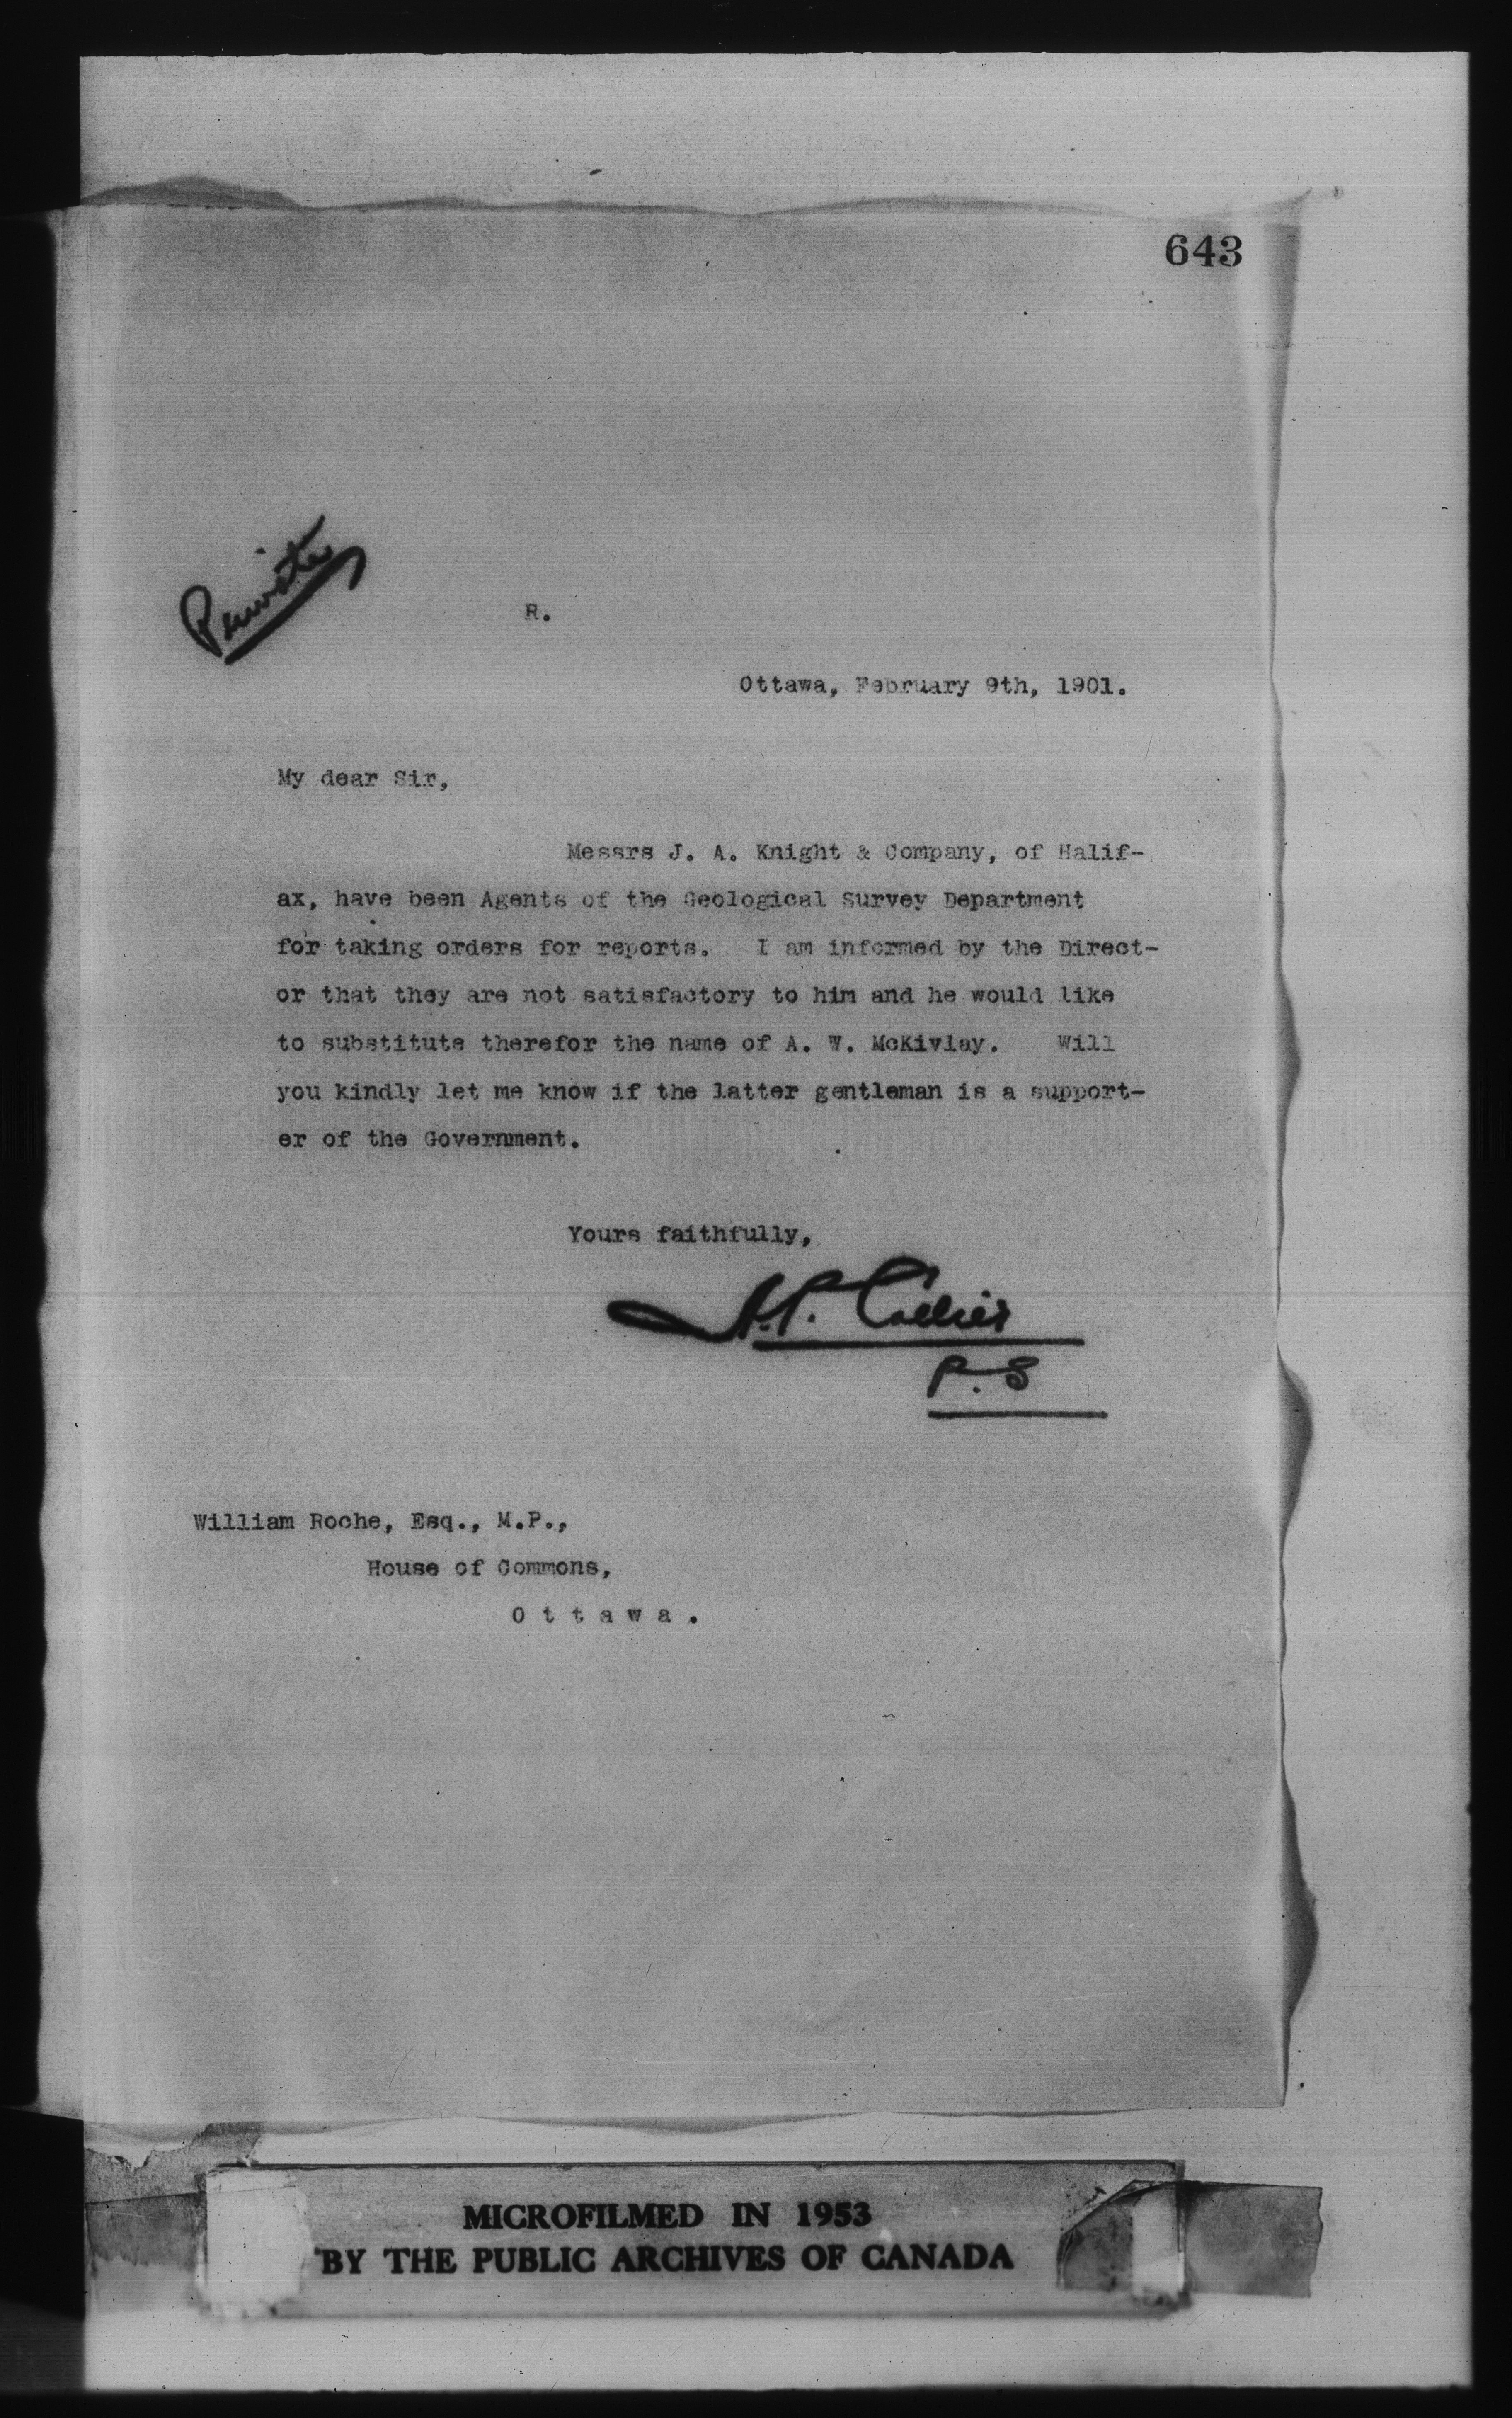 643
Private
R.
Ottawa, February 9th, 1901.
My dear Sir,
Messrs J. A. Knight & Company, of Halif-
ax, have been Agents of the Geological Survey Department
for taking orders for reports. I am informed by the Direct-
or that they are not satisfactory to him and he would like
to substitute therefor the name of A. W. McKivlay. Will
you kindly let me know if the latter gentleman is a support-
er of the Government.
Yours faithfully,
A.P. Collier
P.S
William Roche, Esq., M.P.,
House of Commons,
Ottawa.
MICROFILMED IN 1953
BY THE PUBLIC ARCHIVES OF CANADA